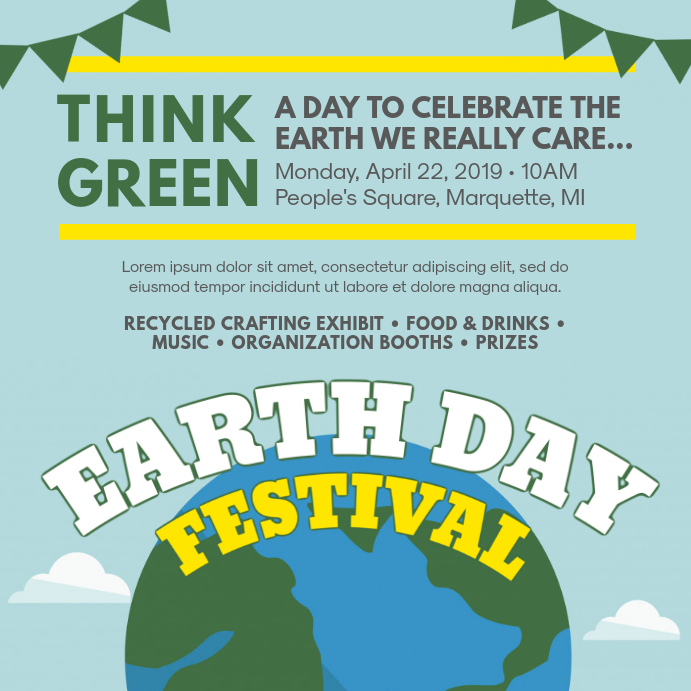 THINK
GREEN
A DAY TO CELEBRATE THE
EARTH WE REALLY CARE...
Monday, April 22, 2019 • 10AM
People's Square, Marquette, MI
Lorem ipsum dolor sit amet, consectetur adipiscing elit, sed do
eiusmod tempor incididunt ut labore et dolore magna aliqua.
RECYCLED CRAFTING EXHIBIT • FOOD & DRINKS •
MUSIC • ORGANIZATION BOOTHS • PRIZES
EARTH DAY
FESTIVAL